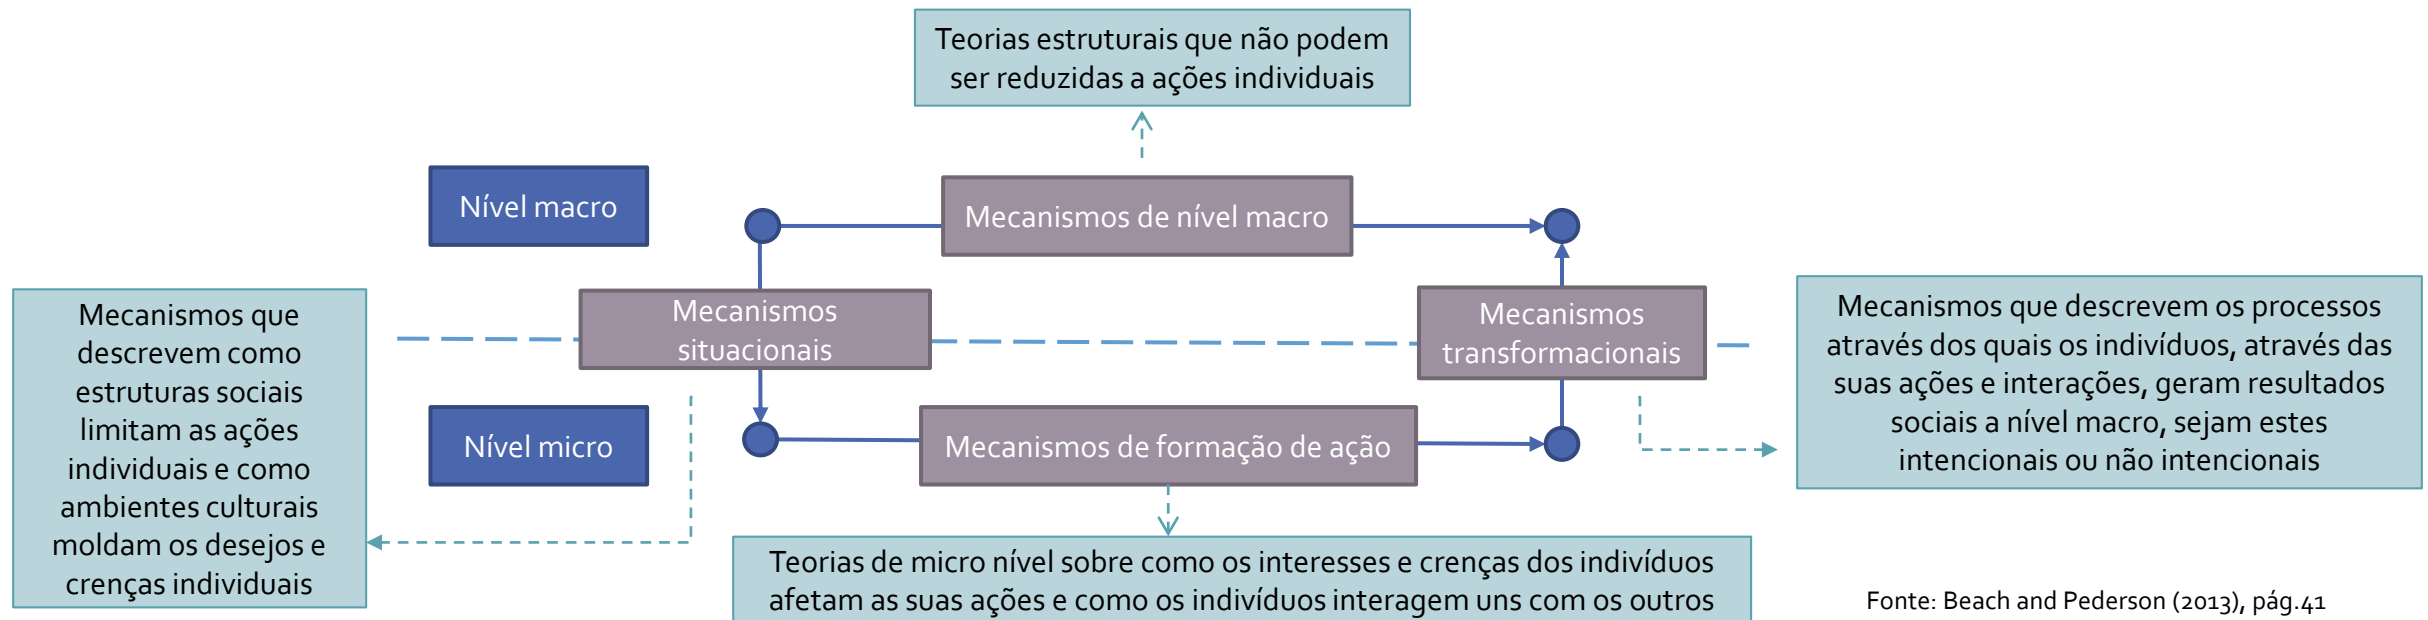 Teorias estruturais que não podem
ser reduzidas a ações individuais
Nível macro
Mecanismos de nível macro
Mecanismos que
descrevem como
estruturas sociais
limitam as ações
individuais e como
ambientes culturais
moldam os desejos e
crenças individuais
Mecanismos
situacionais
Mecanismos
transformacionais
Mecanismos que descrevem os processos
através dos quais os indivíduos, através das
suas ações e interações, geram resultados
sociais a nível macro, sejam estes
intencionais ou não intencionais
Nível micro
Mecanismos de formação de ação
Teorias de micro nível sobre como os interesses e crenças dos indivíduos
afetam as suas ações e como os indivíduos interagem uns com os outros
Fonte: Beach and Pederson (2013), pág.41